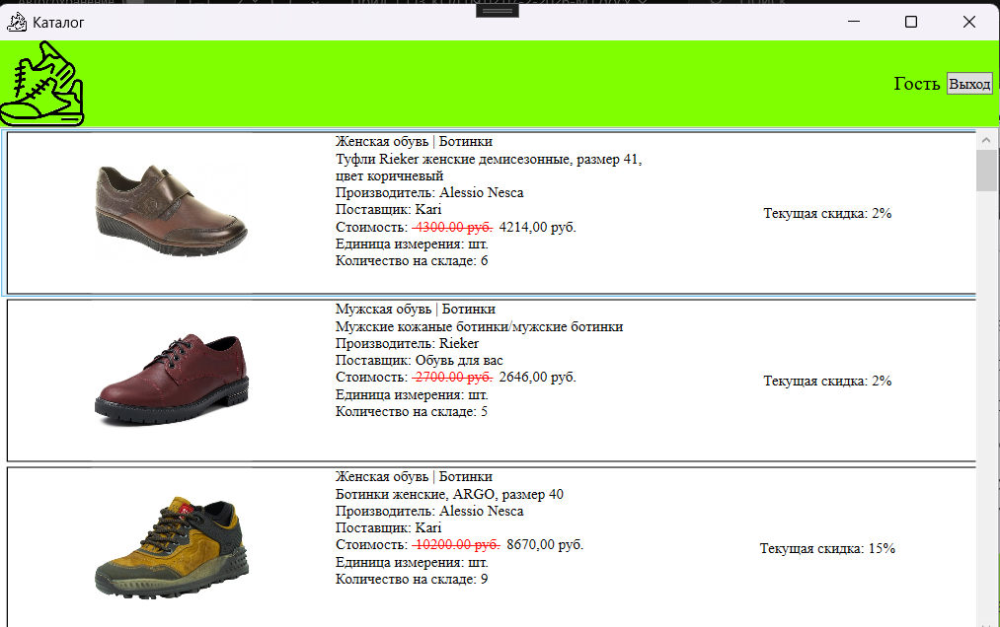 Каталог
Гость Выход
Женская обувь | Ботинки
Туфли Rieker женские демисезонные, размер 41,
цвет коричневый
Производитель: Alessio Nesca
Поставщик: Kari
Стоимость: 4300.00 руб. 4214,00 руб.
Единица измерения: шт.
Количество на складе: 6
Текущая скидка: 2%
Мужская обувь | Ботинки
Мужские кожаные ботинки/мужские ботинки
Производитель: Rieker
Поставщик: Обувь для вас
Стоимость: 2700.00 руб. 2646,00 руб.
Единица измерения: шт.
Количество на складе: 5
Текущая скидка: 2%
Женская обувь | Ботинки
Ботинки женские, ARGO, размер 40
Производитель: Alessio Nesca
Поставщик: Kari
Стоимость: 10200.00 руб. 8670,00 руб.
Единица измерения: шт.
Количество на складе: 9
Текущая скидка: 15%